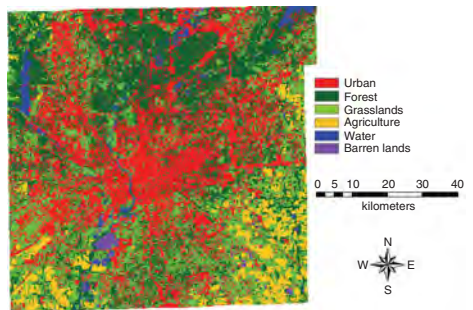 Urban
Forest
Grasslands
Agriculture
Water
Barren lands
0 5 10 20 30 40
kilometers
N
W E
S